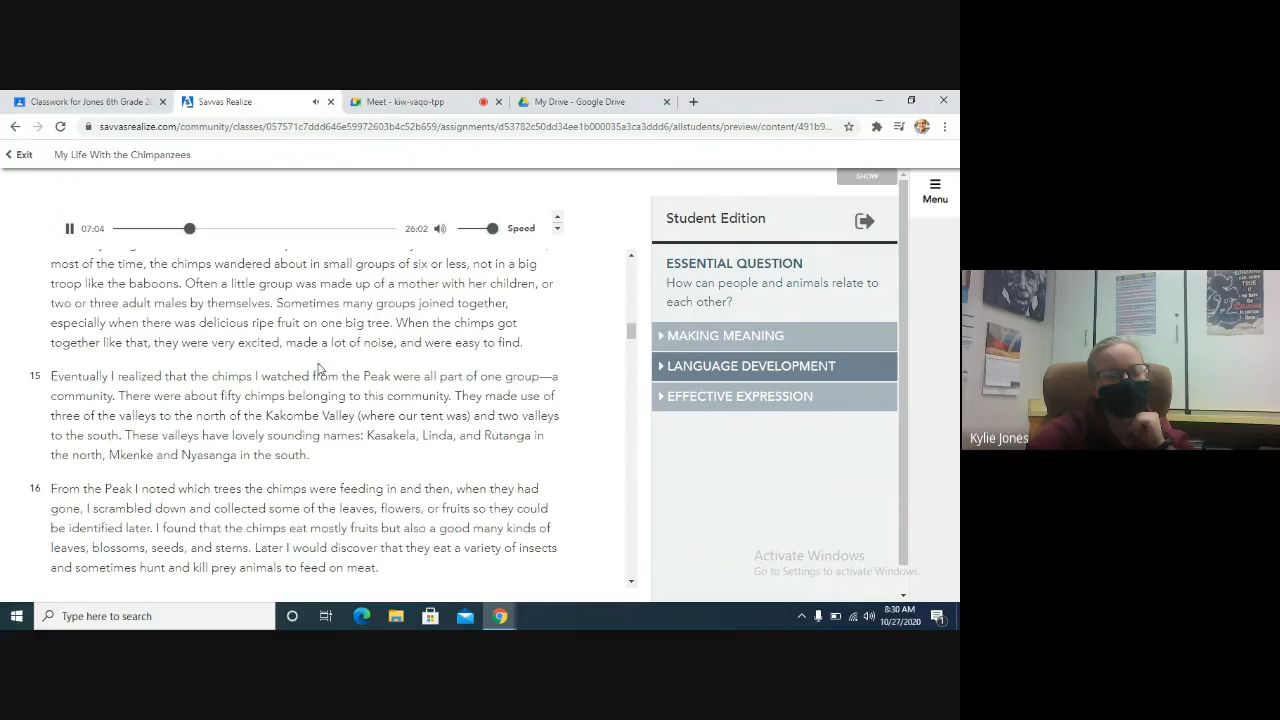 Classwork for Jones 6th Grade 20
Savvas Realize
Meet - kiw-vaqo-tpp
My Drive - Google Drive
savvasrealize.com/community/classes/057571c7ddd646e59972603b4c52b659/assignments/d53782c50dd34ee1b000035a3ca3ddd6/allstudents/preview/content/491b9...
Exit
My Life With the Chimpanzees
SHOW
Menu
07:04
26:02
Speed
most of the time, the chimps wandered about in small groups of six or less, not in a big
troop like the baboons. Often a little group was made up of a mother with her children, or
two or three adult males by themselves. Sometimes many groups joined together,
especially when there was delicious ripe fruit on one big tree. When the chimps got
together like that, they were very excited, made a lot of noise, and were easy to find.
15 Eventually I realized that the chimps I watched from the Peak were all part of one group—a
community. There were about fifty chimps belonging to this community. They made use of
three of the valleys to the north of the Kakombe Valley (where our tent was) and two valleys
to the south. These valleys have lovely sounding names: Kasakela, Linda, and Rutanga in
the north, Mkenke and Nyasanga in the south.
16 From the Peak I noted which trees the chimps were feeding in and then, when they had
gone, I scrambled down and collected some of the leaves, flowers, or fruits so they could
be identified later. I found that the chimps eat mostly fruits but also a good many kinds of
leaves, blossoms, seeds, and stems. Later I would discover that they eat a variety of insects
and sometimes hunt and kill prey animals to feed on meat.
Student Edition
ESSENTIAL QUESTION
How can people and animals relate to
each other?
MAKING MEANING
LANGUAGE DEVELOPMENT
EFFECTIVE EXPRESSION
Activate Windows
Go to Settings to activate Windows.
Type here to search
8:30 AM
10/27/2020
1
Kylie Jones